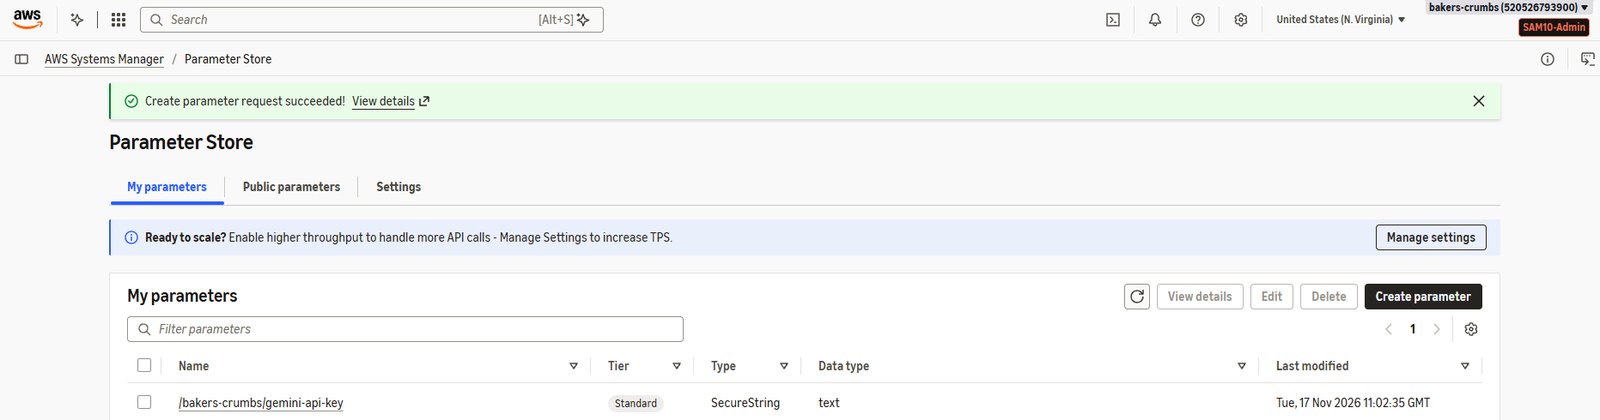 aws
Search [Alt+S]
United States (N. Virginia)
bakers-crumbs (520526793900)
SAM10-Admin
AWS Systems Manager / Parameter Store
Create parameter request succeeded! View details
Parameter Store
My parameters
Public parameters
Settings
Ready to scale? Enable higher throughput to handle more API calls - Manage Settings to increase TPS.
Manage settings
My parameters
View details
Edit
Delete
Create parameter
Filter parameters
1
Name Tier Type Data type Last modified
/bakers-crumbs/gemini-api-key Standard SecureString text Tue, 17 Nov 2026 11:02:35 GMT